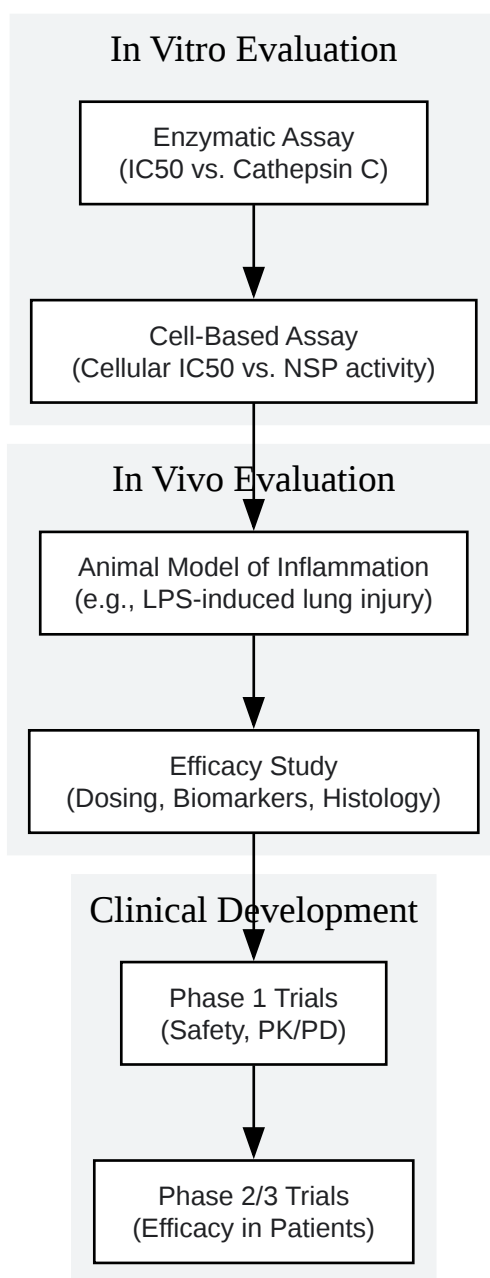 In Vitro Evaluation
Enzymatic Assay
(IC50 vs. Cathepsin C)
Cell-Based Assay
(Cellular IC50 vs. NSP activity)
In Vivo Evaluation
Animal Model of Inflammation
(e.g., LPS-induced lung injury)
Efficacy Study
(Dosing, Biomarkers, Histology)
Clinical Development
Phase 1 Trials
(Safety, PK/PD)
Phase 2/3 Trials
(Efficacy in Patients)